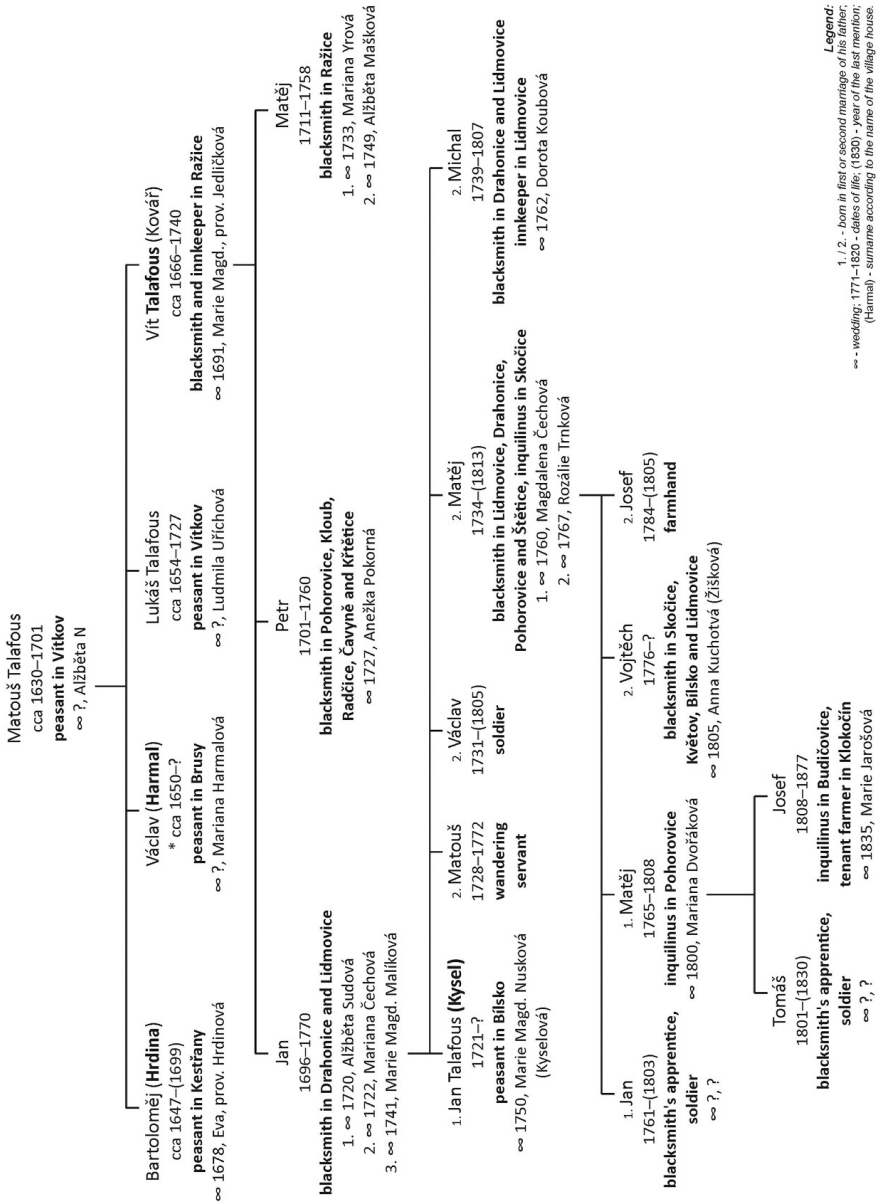 Matouš Talafous
cca 1630–1701
peasant in Vítkov
∞ ?, Alžběta N
Bartoloměj (Hrdina)
cca 1647–(1699)
peasant in Kestřany
∞ 1678, Eva, prov. Hrdinová
Václav (Harmal)
* cca 1650–?
peasant in Brusy
∞ ?, Mariana Harmalová
Lukáš Talafous
cca 1654–1727
peasant in Vítkov
∞ ?, Ludmila Uříchová
Vít Talafous (Kovář)
cca 1666–1740
blacksmith and innkeeper in Ražice
∞ 1691, Marie Magd., prov. Jedličková
Jan
1696–1770
blacksmith in Drahonice and Lidmovice
1. ∞ 1720, Alžběta Sudová
2. ∞ 1722, Mariana Čechová
3. ∞ 1741, Marie Magd. Malíková
Petr
1701–1760
blacksmith in Pohorovice, Kloub,
Radčice, Čavyně and Křtětice
∞ 1727, Anežka Pokorná
Matěj
1711–1758
blacksmith in Ražice
1. ∞ 1733, Mariana Yrová
2. ∞ 1749, Alžběta Mašková
1. Jan Talafous (Kysel)
1721–?
peasant in Bílsko
∞ 1750, Marie Magd. Nusková
(Kyselová)
2. Matouš
1728–1772
wandering
servant
2. Václav
1731–(1805)
soldier
2. Matěj
1734–(1813)
blacksmith in Lidmovice, Drahonice,
Pohorovice and Štětice, inquilinus in Skočice
1. ∞ 1760, Magdalena Čechová
2. ∞ 1767, Rozálie Trnková
2. Michal
1739–1807
blacksmith in Drahonice and Lidmovice
innkeeper in Lidmovice
∞ 1762, Dorota Koubová
1. Jan
1761–(1803)
blacksmith's apprentice,
soldier
∞ ?, ?
1. Matěj
1765–1808
inquilinus in Pohorovice
∞ 1800, Mariana Dvořáková
2. Vojtěch
1776–?
blacksmith in Skočice,
Květov, Bílsko and Lidmovice
∞ 1805, Anna Kuchotvá (Žišková)
2. Josef
1784–(1805)
farmhand
Tomáš
1801–(1830)
blacksmith's apprentice,
soldier
∞ ?, ?
Josef
1808–1877
inquilinus in Budičovice,
tenant farmer in Klokočín
∞ 1835, Marie Jarošová
Legend:
1. / 2. - born in first or second marriage of his father;
∞ - wedding; 1771–1820 - dates of life; (1830) - year of the last mention;
(Harmal) - surname according to the name of the village house.